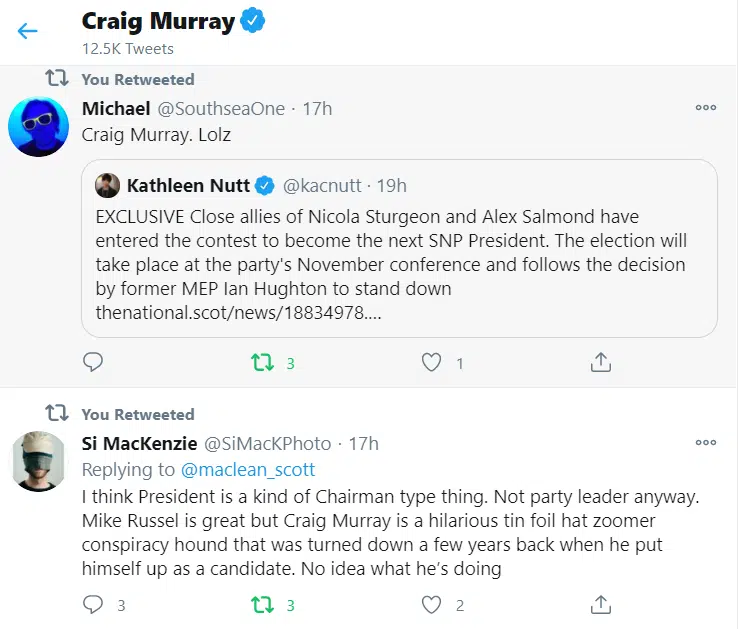 Craig Murray
12.5K Tweets
You Retweeted
Michael @SouthseaOne · 17h
Craig Murray. Lolz
Kathleen Nutt @kacnutt · 19h
EXCLUSIVE Close allies of Nicola Sturgeon and Alex Salmond have
entered the contest to become the next SNP President. The election will
take place at the party's November conference and follows the decision
by former MEP Ian Hughton to stand down
thenational.scot/news/18834978....
3 1
You Retweeted
Si MacKenzie @SiMacKPhoto · 17h
Replying to @maclean_scott
I think President is a kind of Chairman type thing. Not party leader anyway.
Mike Russel is great but Craig Murray is a hilarious tin foil hat zoomer
conspiracy hound that was turned down a few years back when he put
himself up as a candidate. No idea what he’s doing
3 3 2